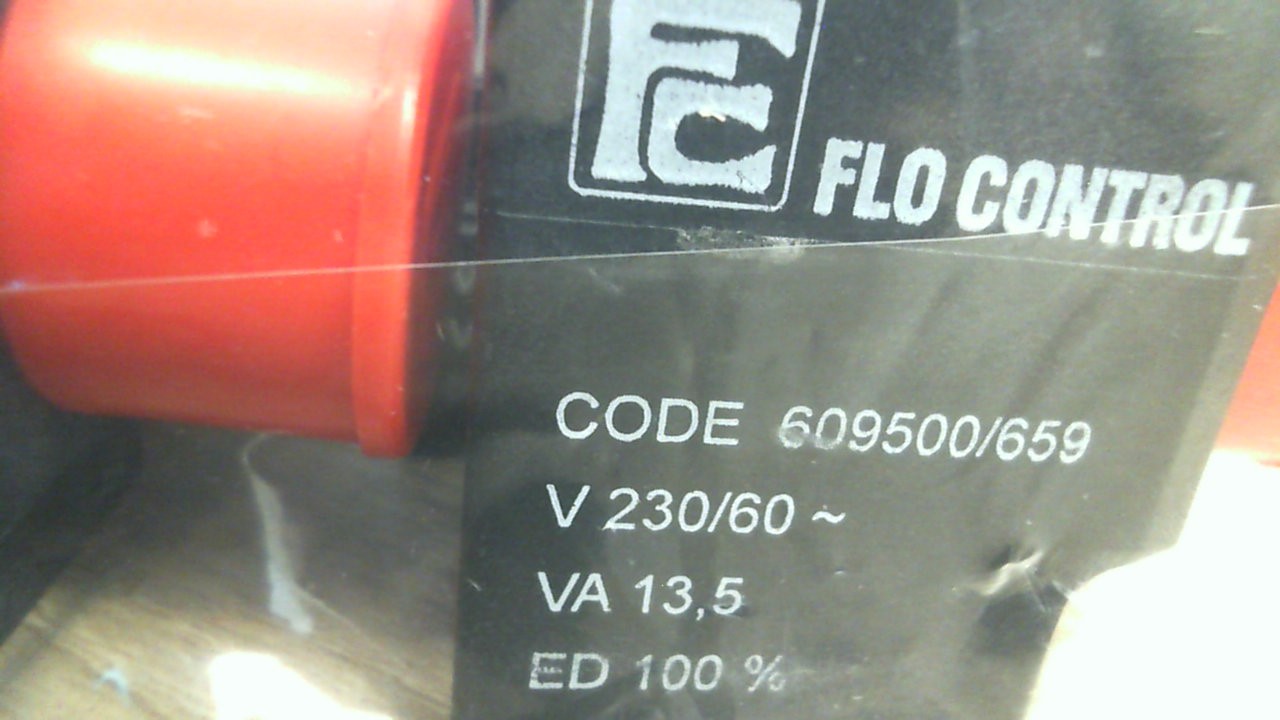 FC
FLO CONTROL
CODE 609500/659
V 230/60 ~
VA 13,5
ED 100 %